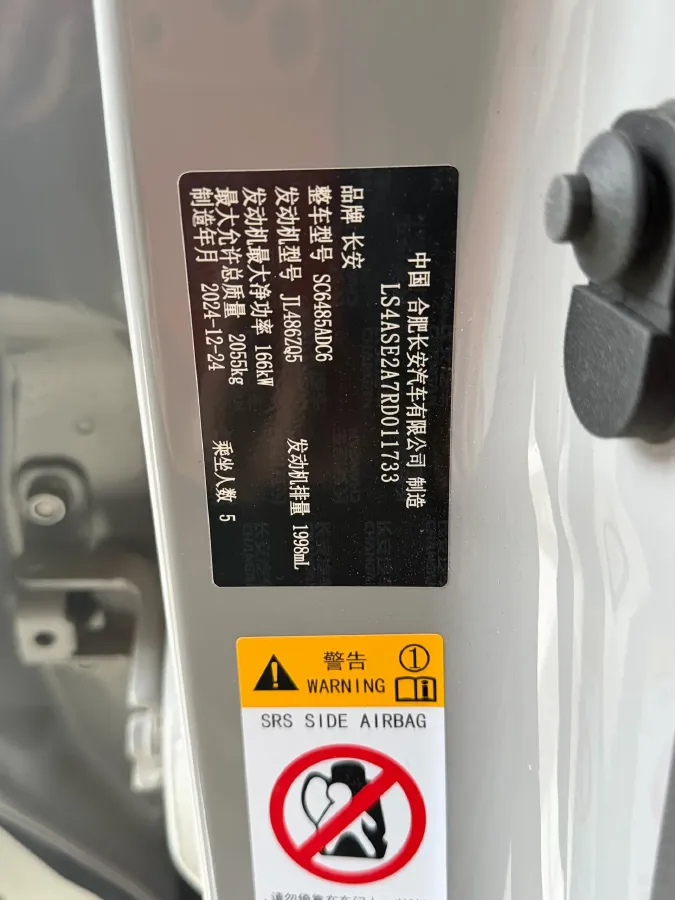 中国 合肥长安汽车有限公司 制造
LS4ASE2A7RD011733
品牌 长安
整车型号 SC6485ADC6
发动机型号 JL486ZQ5 发动机排量 1998mL
发动机最大净功率 166kW
最大允许总质量 2055kg 乘坐人数 5
制造年月 2024-12-24
警告 ①
WARNING
SRS SIDE AIRBAG